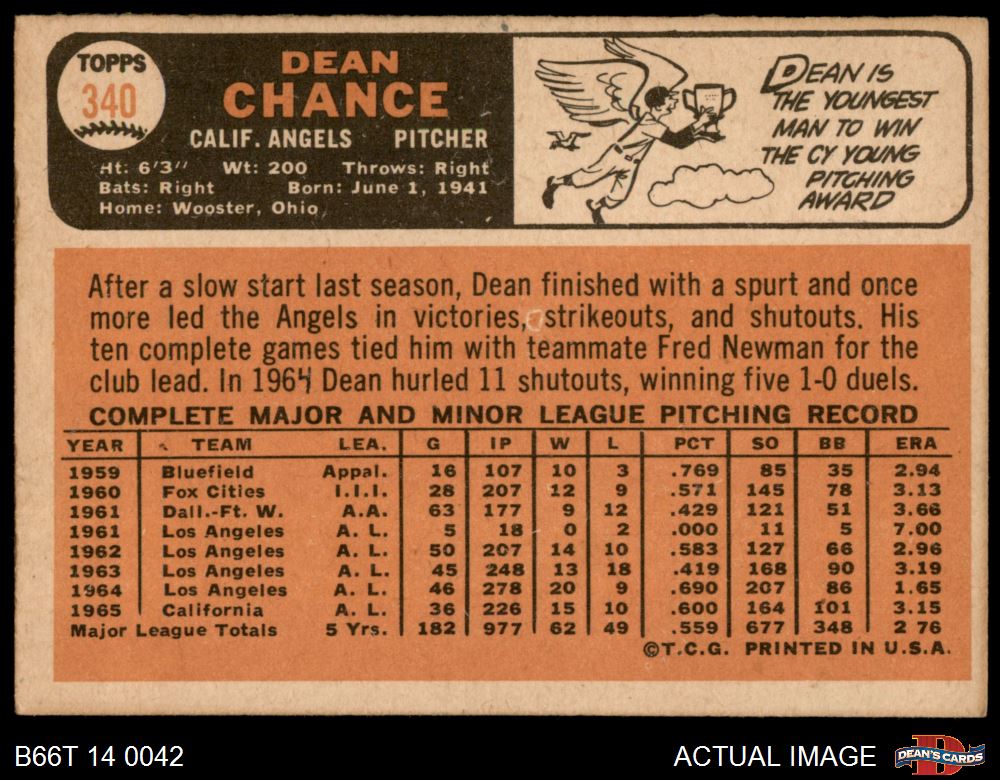 TOPPS
340
DEAN
CHANCE
CALIF. ANGELS PITCHER
Ht: 6'3" Wt: 200 Throws: Right
Bats: Right Born: June 1, 1941
Home: Wooster, Ohio
DEAN IS
THE YOUNGEST
MAN TO WIN
THE CY YOUNG
PITCHING
AWARD
After a slow start last season, Dean finished with a spurt and once
more led the Angels in victories, strikeouts, and shutouts. His
ten complete games tied him with teammate Fred Newman for the
club lead. In 1964 Dean hurled 11 shutouts, winning five 1-0 duels.
COMPLETE MAJOR AND MINOR LEAGUE PITCHING RECORD
YEAR TEAM LEA. G IP W L PCT SO BB ERA
1959 Bluefield Appal. 16 107 10 3 .769 85 35 2.94
1960 Fox Cities I.I.I. 28 207 12 9 .571 145 78 3.13
1961 Dall.-Ft. W. A.A. 63 177 9 12 .429 121 51 3.66
1961 Los Angeles A. L. 5 18 0 2 .000 11 5 7.00
1962 Los Angeles A. L. 50 207 14 10 .583 127 66 2.96
1963 Los Angeles A. L. 45 248 13 18 .419 168 90 3.19
1964 Los Angeles A. L. 46 278 20 9 .690 207 86 1.65
1965 California A. L. 36 226 15 10 .600 164 101 3.15
Major League Totals 5 Yrs. 182 977 62 49 .559 677 348 2 76
©T.C.G. PRINTED IN U.S.A.
B66T 14 0042
ACTUAL IMAGE
DEAN'S CARDS